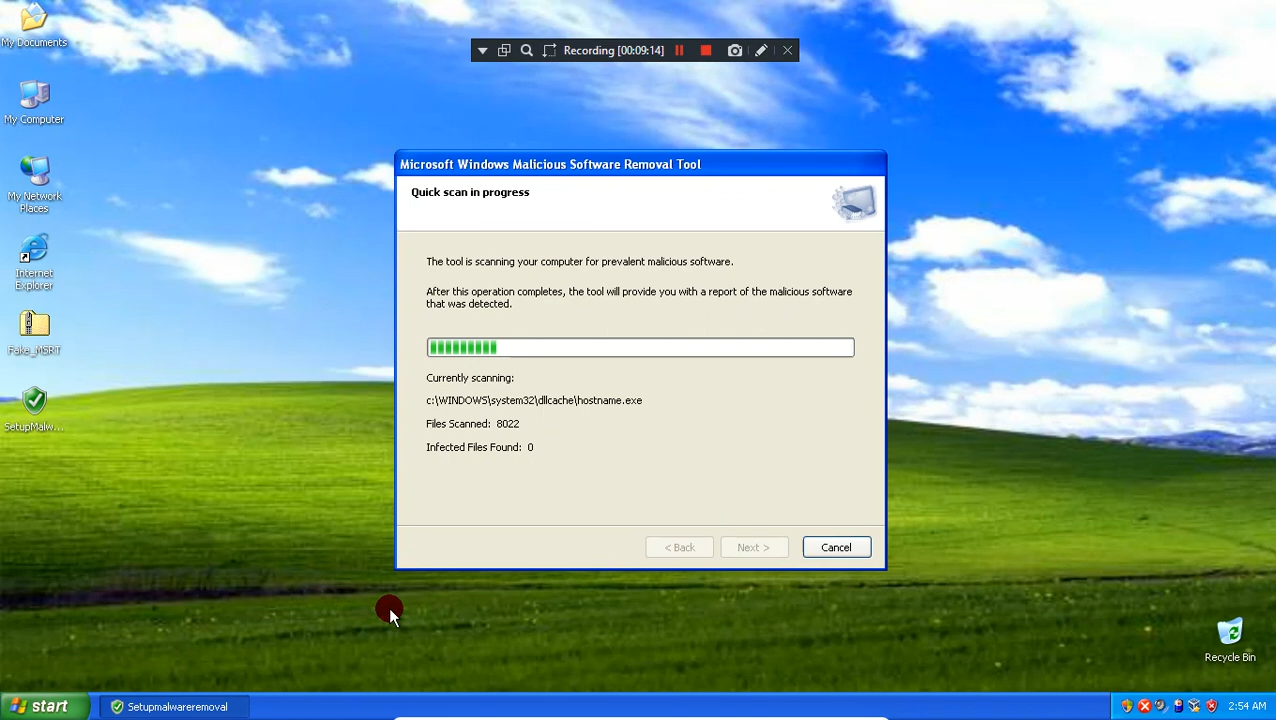 Recording [00:09:14]
My Documents
My Computer
My Network
Places
Internet
Explorer
Fake_MSRT
SetupMalw...
Microsoft Windows Malicious Software Removal Tool
Quick scan in progress
The tool is scanning your computer for prevalent malicious software.
After this operation completes, the tool will provide you with a report of the malicious software
that was detected.
Currently scanning:
c:\WINDOWS\system32\dllcache\hostname.exe
Files Scanned: 8022
Infected Files Found: 0
< Back
Next >
Cancel
Recycle Bin
start
Setupmalwareremoval
2:54 AM